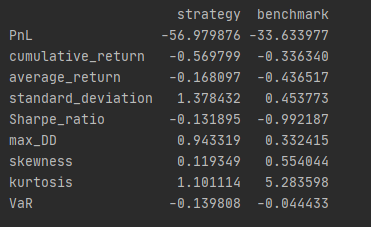 strategy benchmark
PnL -56.979876 -33.633977
cumulative_return -0.569799 -0.336340
average_return -0.168097 -0.436517
standard_deviation 1.378432 0.453773
Sharpe_ratio -0.131895 -0.992187
max_DD 0.943319 0.332415
skewness 0.119349 0.554044
kurtosis 1.101114 5.283598
VaR -0.139808 -0.044433